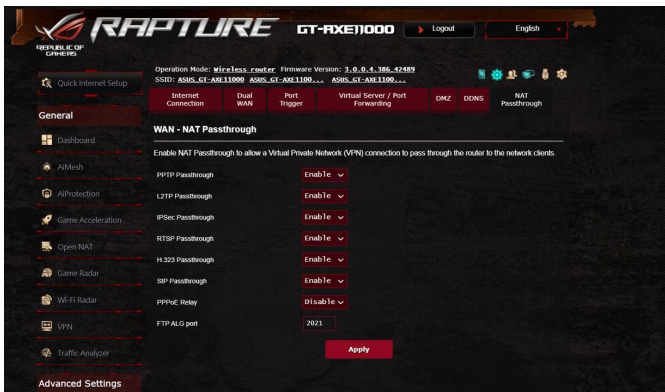 RAPTURE GT-AXE11000 Logout English
REPUBLIC OF
GAMERS
Operation Mode: Wireless router Firmware Version: 3.0.0.4.386_42489
SSID: ASUS_GT-AXE11000 ASUS_GT-AXE1100... ASUS_GT-AXE1100...
Quick Internet Setup
Internet Connection
Dual WAN
Port Trigger
Virtual Server / Port Forwarding
DMZ
DDNS
NAT Passthrough
General
Dashboard
AiMesh
AiProtection
Game Acceleration
Open NAT
Game Radar
Wi-Fi Radar
VPN
Traffic Analyzer
Advanced Settings
WAN - NAT Passthrough
Enable NAT Passthrough to allow a Virtual Private Network (VPN) connection to pass through the router to the network clients.
PPTP Passthrough Enable
L2TP Passthrough Enable
IPSec Passthrough Enable
RTSP Passthrough Enable
H.323 Passthrough Enable
SIP Passthrough Enable
PPPoE Relay Disable
FTP ALG port 2021
Apply